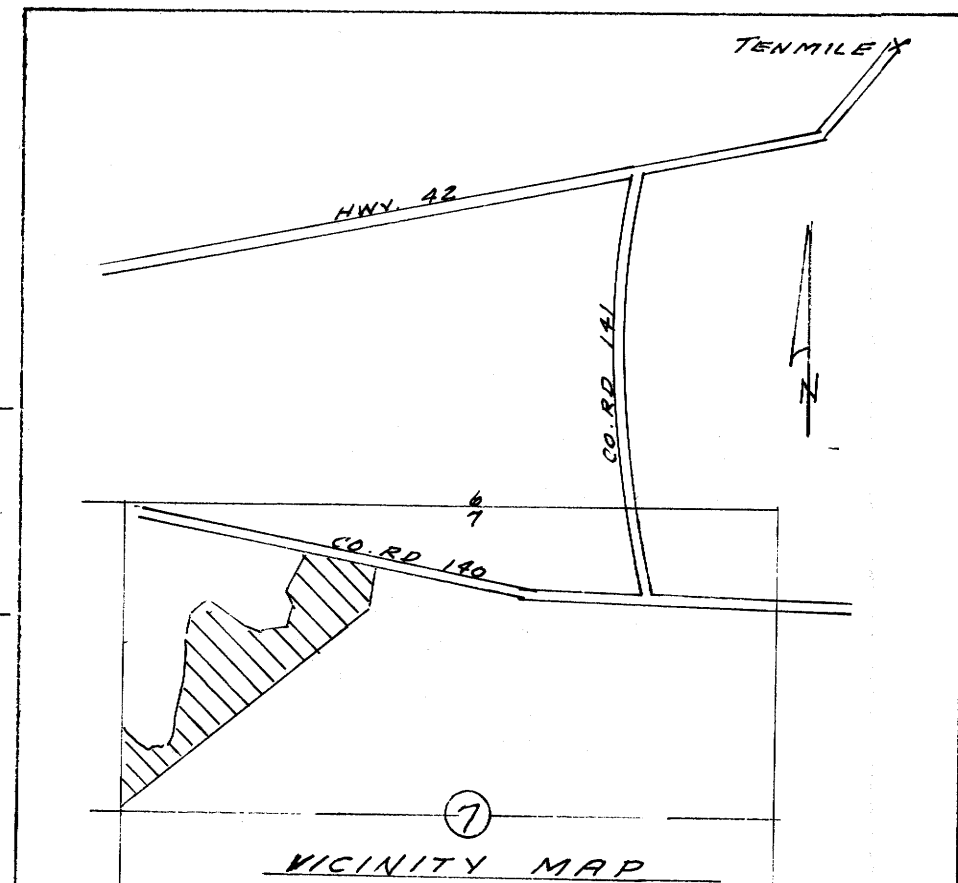 TENMILE X
HWY. 42
CO. RD 141
N
6
7
CO. RD 140
7
VICINITY MAP